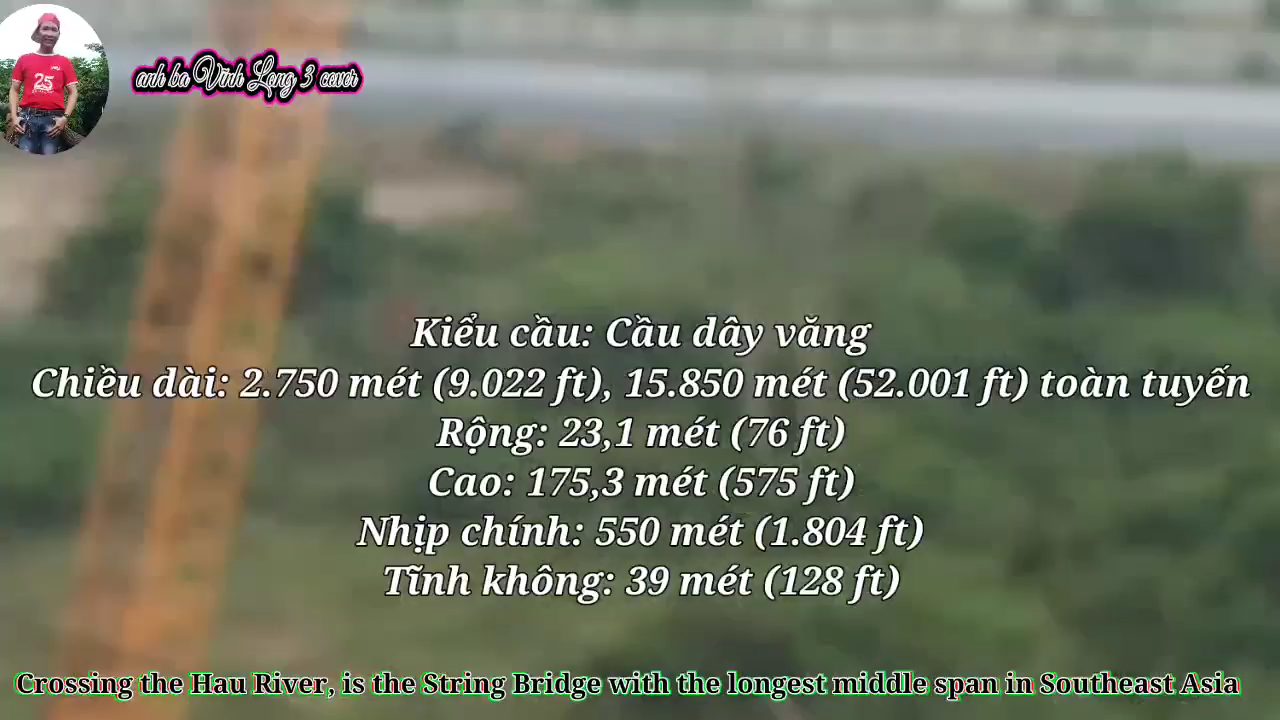 anh ba Vĩnh Long 3 cover
25
Kiểu cầu: Cầu dây văng
Chiều dài: 2.750 mét (9.022 ft), 15.850 mét (52.001 ft) toàn tuyến
Rộng: 23,1 mét (76 ft)
Cao: 175,3 mét (575 ft)
Nhịp chính: 550 mét (1.804 ft)
Tĩnh không: 39 mét (128 ft)
Crossing the Hau River, is the String Bridge with the longest middle span in Southeast Asia